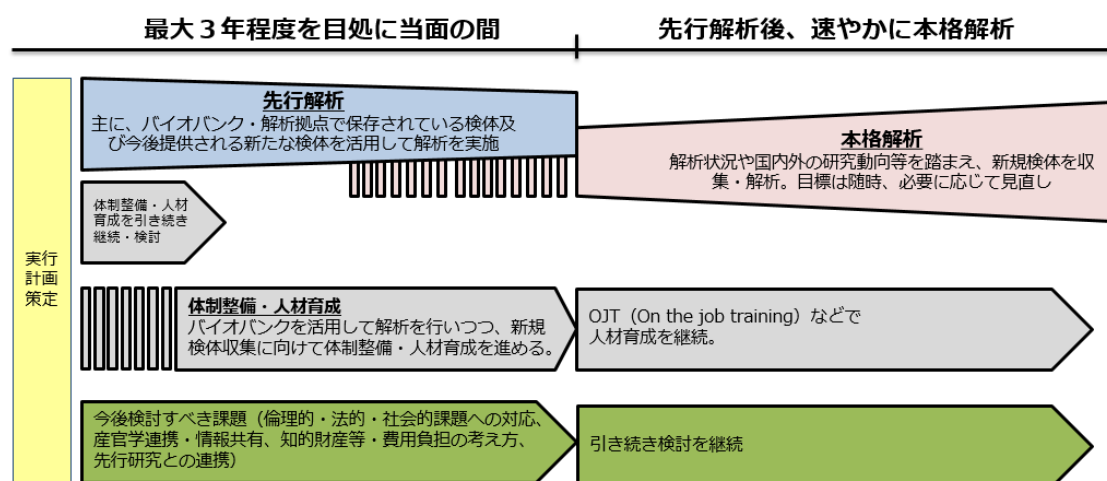 最大３年程度を目処に当面の間
先行解析後、速やかに本格解析
実行
計画
策定
先行解析
主に、バイオバンク・解析拠点で保存されている検体及
び今後提供される新たな検体を活用して解析を実施
本格解析
解析状況や国内外の研究動向等を踏まえ、新規検体を収
集・解析。目標は随時、必要に応じて見直し
体制整備・人材
育成を引き続き
継続・検討
体制整備・人材育成
バイオバンクを活用して解析を行いつつ、新規
検体収集に向けて体制整備・人材育成を進める。
OJT（On the job training）などで
人材育成を継続。
今後検討すべき課題（倫理的・法的・社会的課題への対応、
産官学連携・情報共有、知的財産等・費用負担の考え方、
先行研究との連携）
引き続き検討を継続